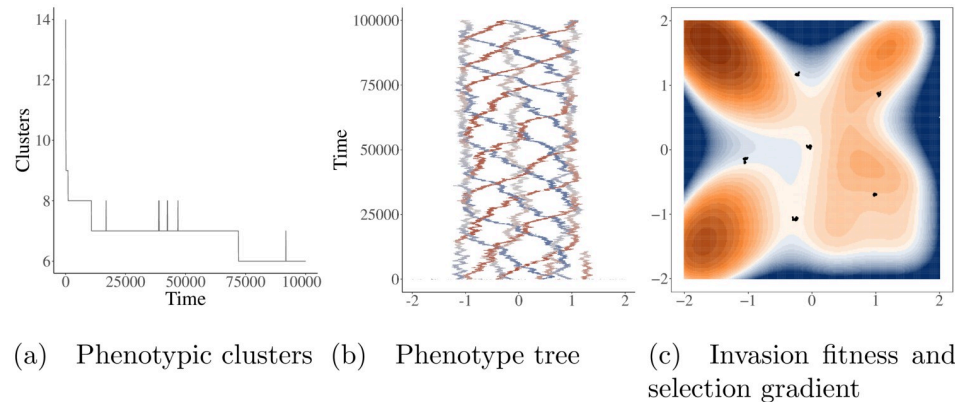 14
12
10
8
6
Clusters
0 25000 50000 75000 100000
Time
100000
75000
50000
25000
0
Time
-2 -1 0 1 2
2
1
0
−1
−2
−2 −1 0 1 2
(a) Phenotypic clusters
(b) Phenotype tree
(c) Invasion fitness and
selection gradient